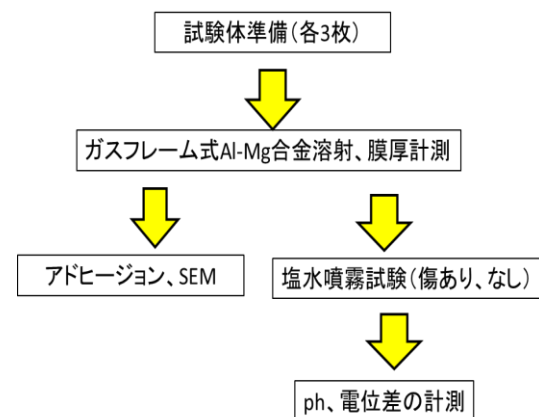 試験体準備(各3枚)
ガスフレーム式Al-Mg合金溶射、膜厚計測
アドヒージョン、SEM
塩水噴霧試験(傷あり、なし)
ph、電位差の計測